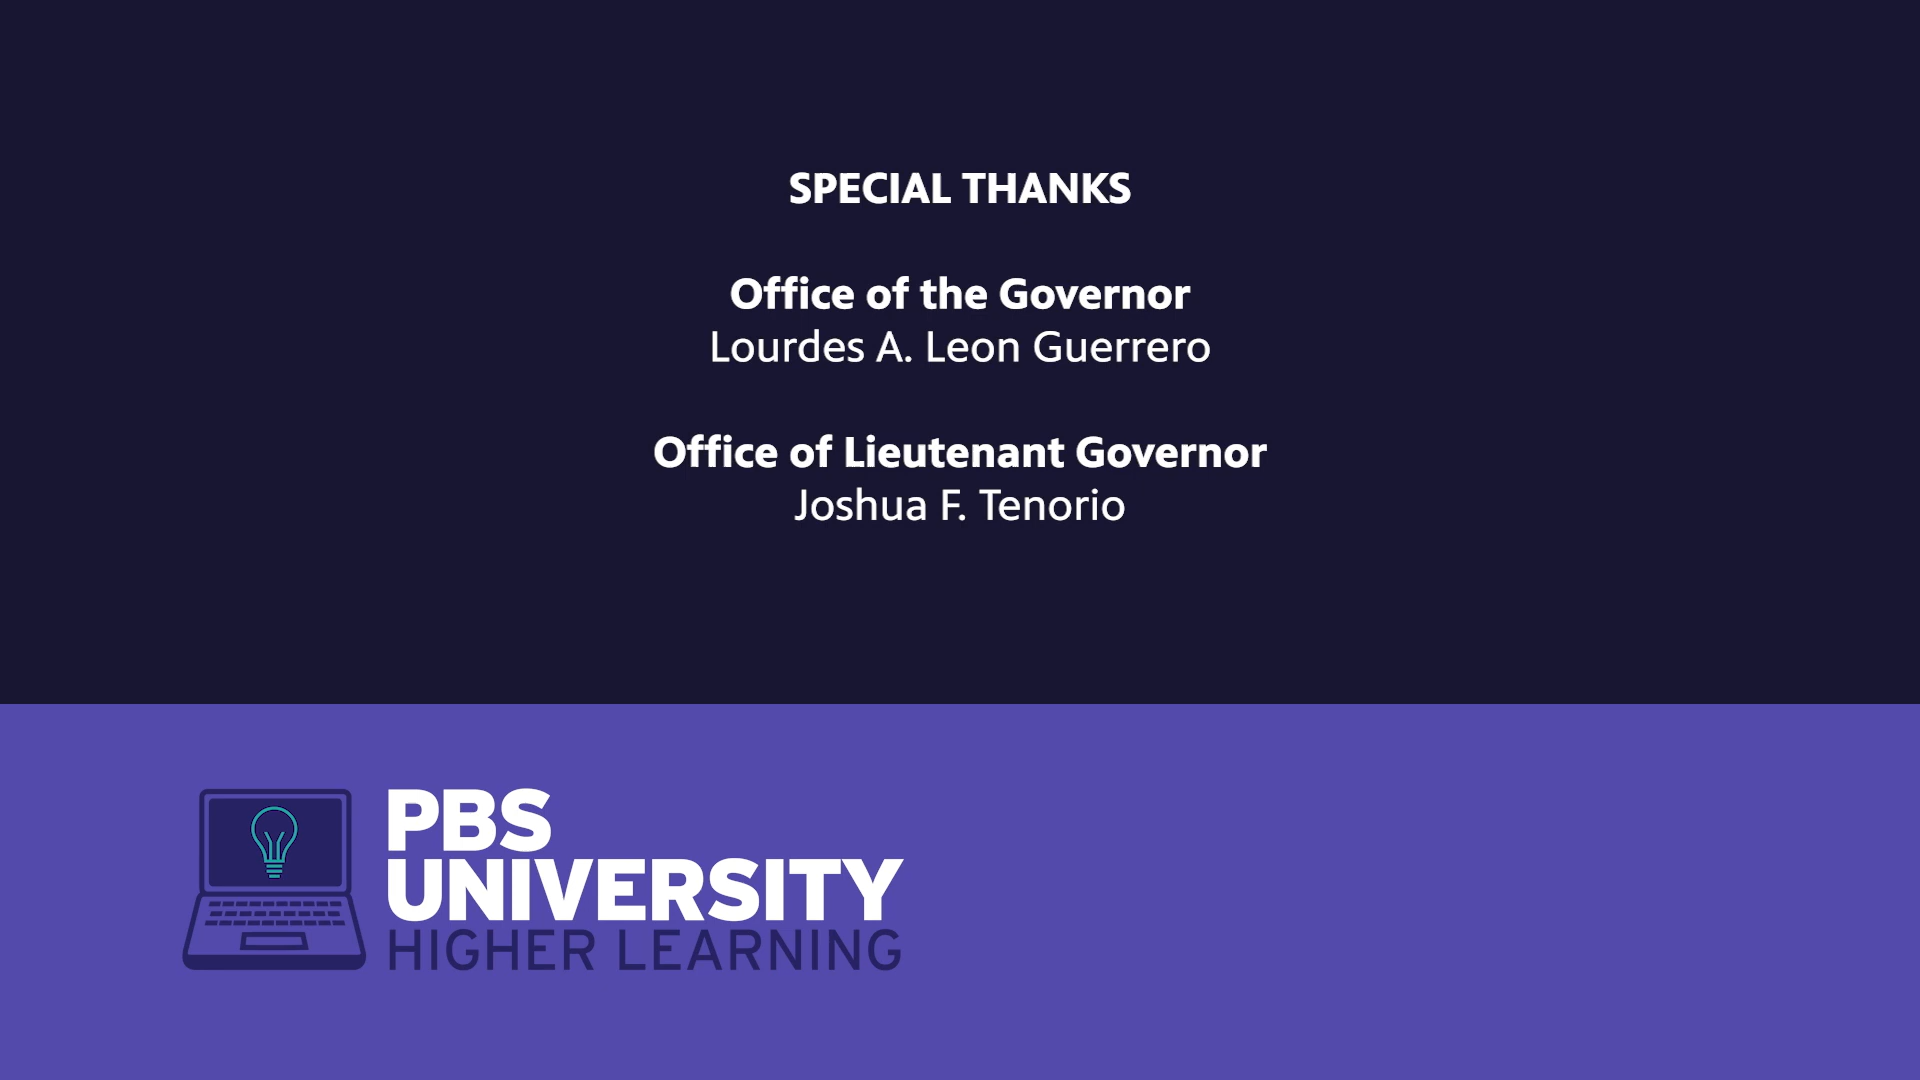 SPECIAL THANKS
Office of the Governor
Lourdes A. Leon Guerrero
Office of Lieutenant Governor
Joshua F. Tenorio
PBS
UNIVERSITY
HIGHER LEARNING